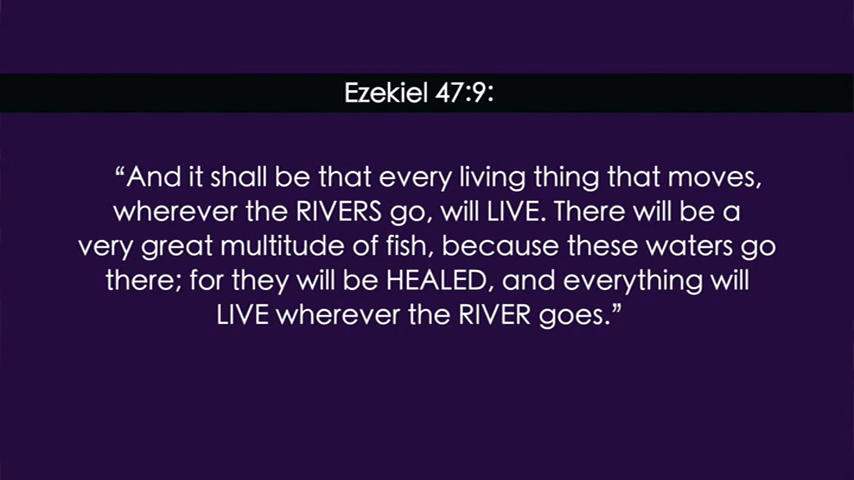 Ezekiel 47:9:
“And it shall be that every living thing that moves,
wherever the RIVERS go, will LIVE. There will be a
very great multitude of fish, because these waters go
there; for they will be HEALED, and everything will
LIVE wherever the RIVER goes.”